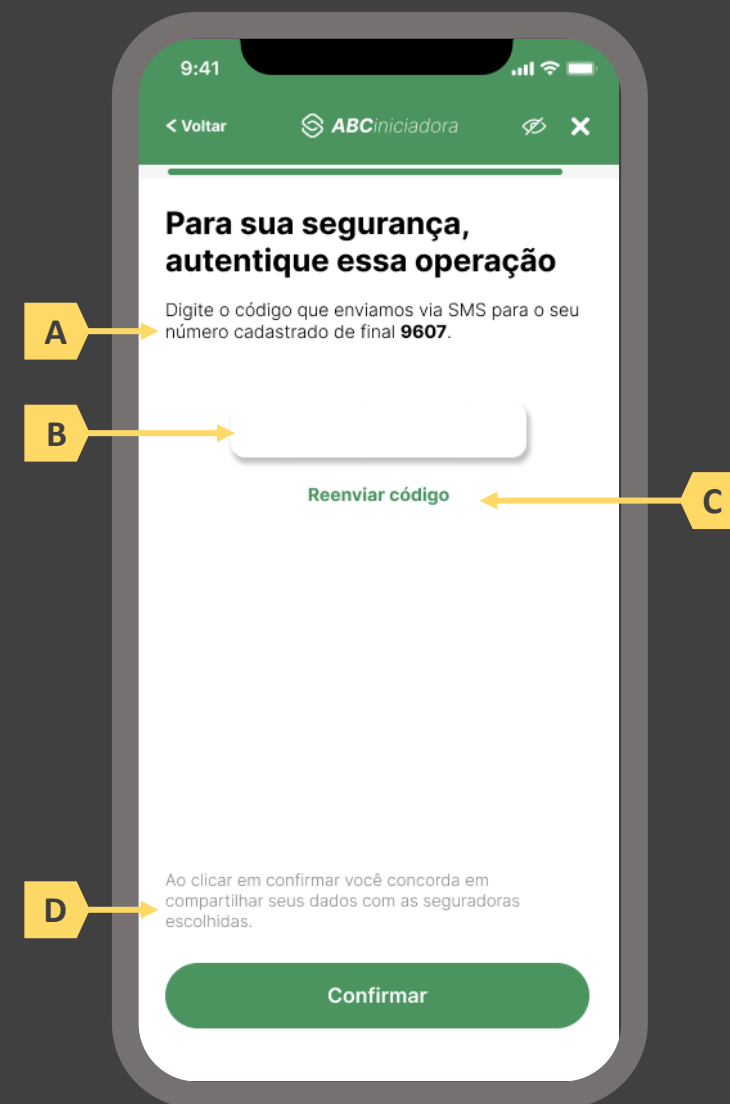 9:41
< Voltar
ABCiniciadora
Para sua segurança,
autentique essa operação
A
Digite o código que enviamos via SMS para o seu
número cadastrado de final 9607.
B
Reenviar código
C
D
Ao clicar em confirmar você concorda em
compartilhar seus dados com as seguradoras
escolhidas.
Confirmar